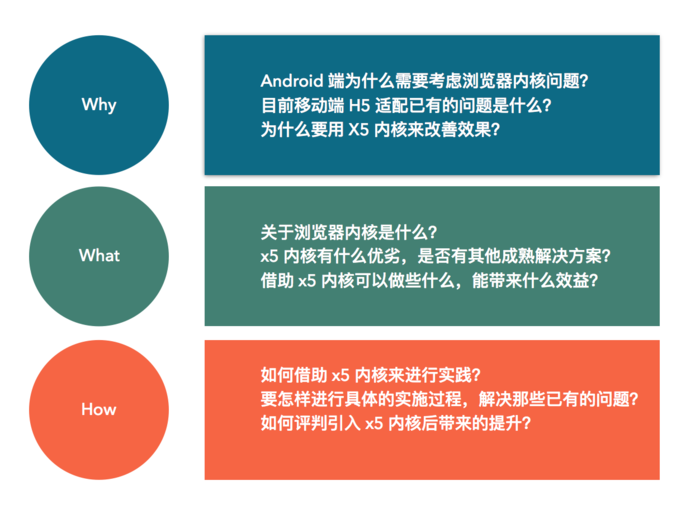 Why
Android 端为什么需要考虑浏览器内核问题?
目前移动端 H5 适配已有的问题是什么?
为什么要用 X5 内核来改善效果?
What
关于浏览器内核是什么?
x5 内核有什么优劣，是否有其他成熟解决方案?
借助 x5 内核可以做些什么，能带来什么效益?
How
如何借助 x5 内核来进行实践?
要怎样进行具体的实施过程，解决那些已有的问题?
如何评判引入 x5 内核后带来的提升?